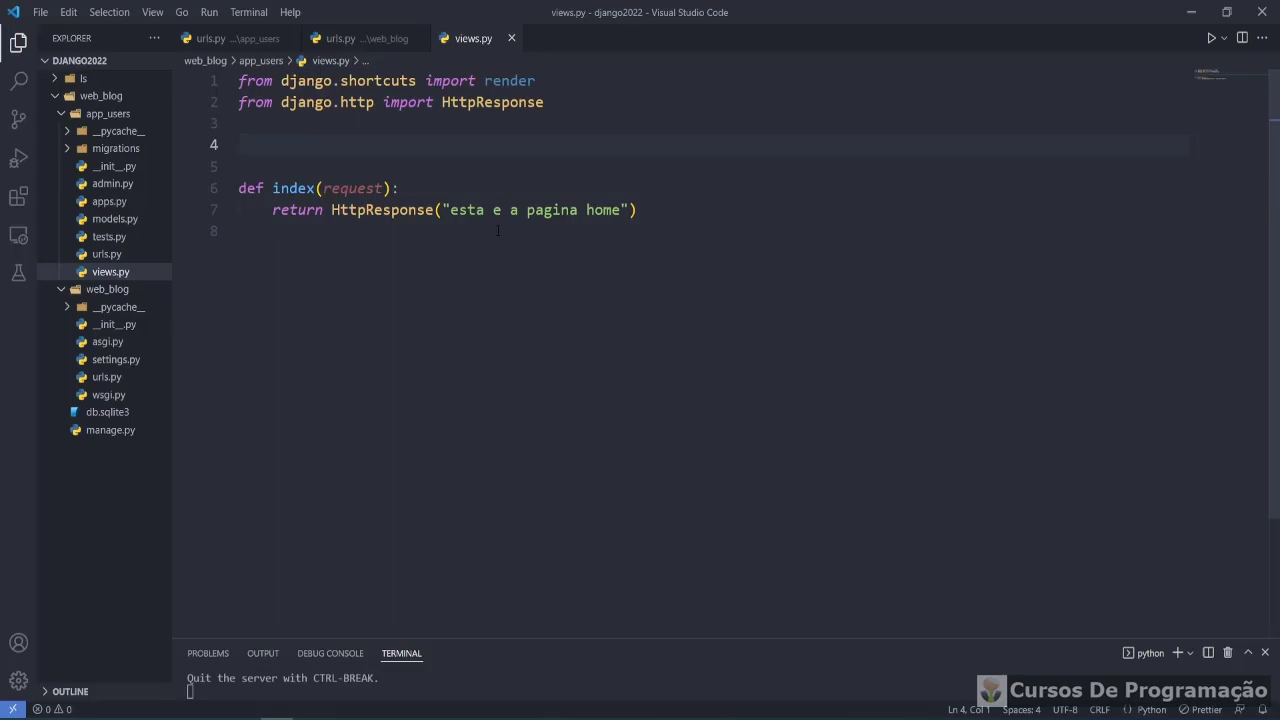 File Edit Selection View Go Run Terminal Help
views.py - django2022 - Visual Studio Code
EXPLORER
urls.py ...\app_users
urls.py ...\web_blog
views.py
DJANGO2022
ls
web_blog
app_users
__pycache__
migrations
__init__.py
admin.py
apps.py
models.py
tests.py
urls.py
views.py
web_blog
__pycache__
__init__.py
asgi.py
settings.py
urls.py
wsgi.py
db.sqlite3
manage.py
OUTLINE
web_blog > app_users > views.py > ...
1 from django.shortcuts import render
2 from django.http import HttpResponse
3
4
5
6 def index(request):
7     return HttpResponse("esta e a pagina home")
8
PROBLEMS OUTPUT DEBUG CONSOLE TERMINAL
python
Quit the server with CTRL-BREAK.
Cursos De Programação
0 0
Ln 4, Col 1 Spaces: 4 UTF-8 CRLF Python Prettier